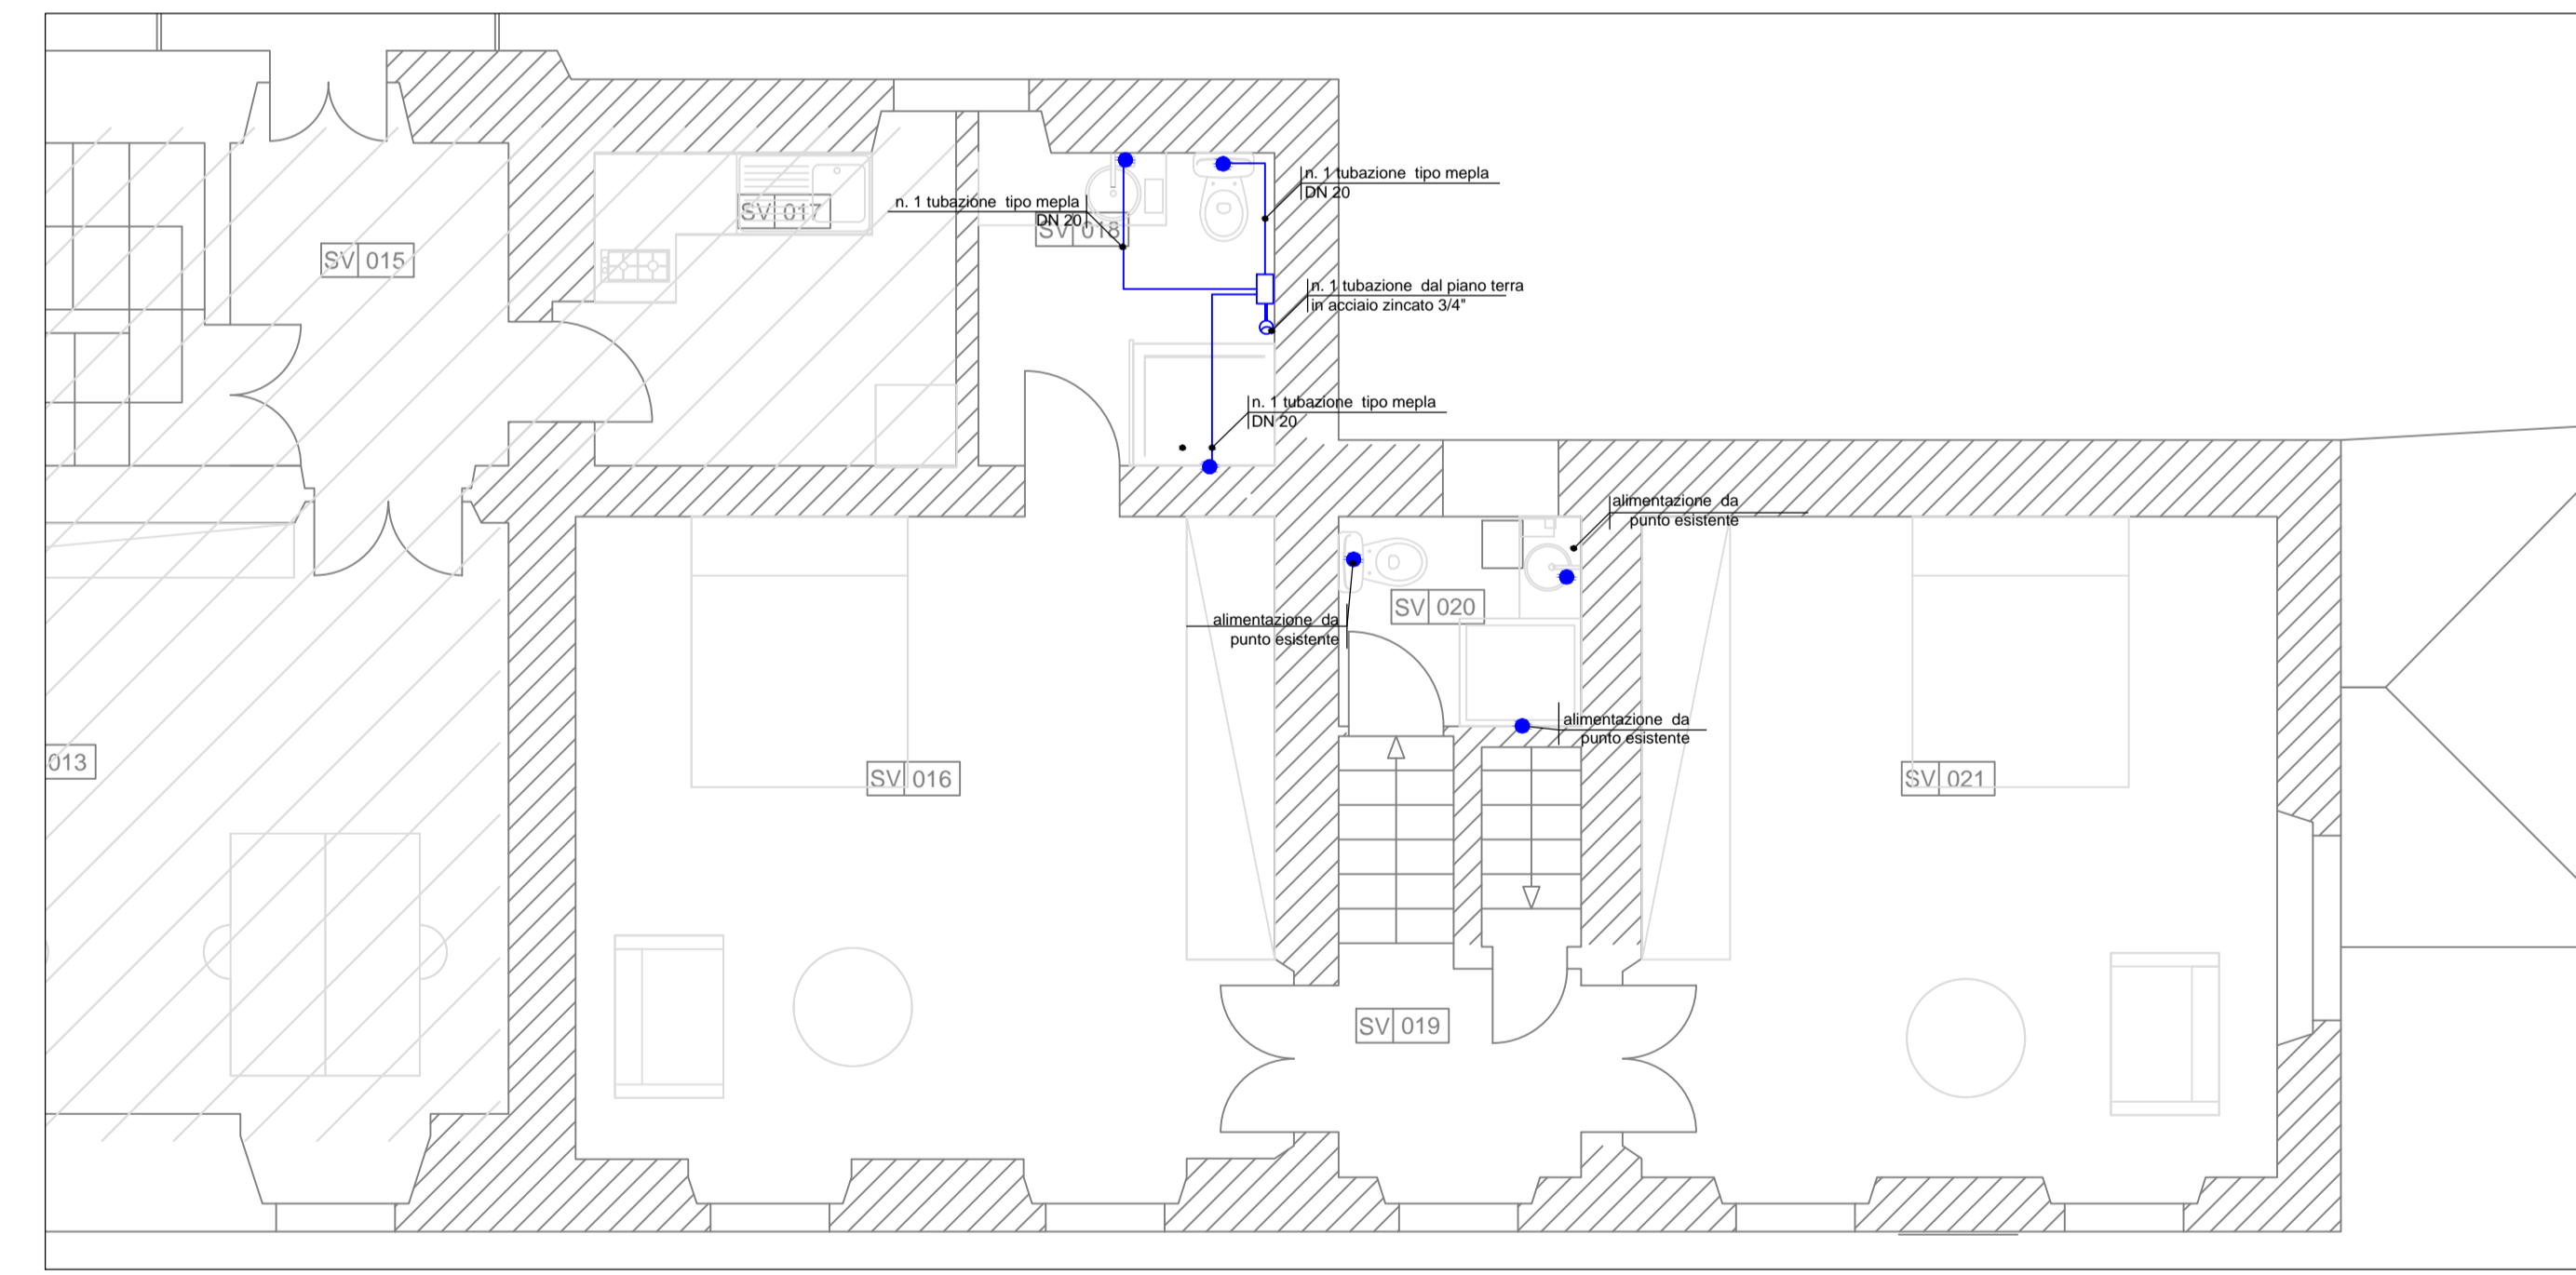 n. 1 tubazione tipo mepla
DN 20
n. 1 tubazione tipo mepla
DN 20
SV 017
SV 018
SV 015
n. 1 tubazione dal piano terra
in acciaio zincato 3/4"
n. 1 tubazione tipo mepla
DN 20
alimentazione da
punto esistente
SV 020
alimentazione da
punto esistente
alimentazione da
punto esistente
013
SV 016
SV 021
SV 019